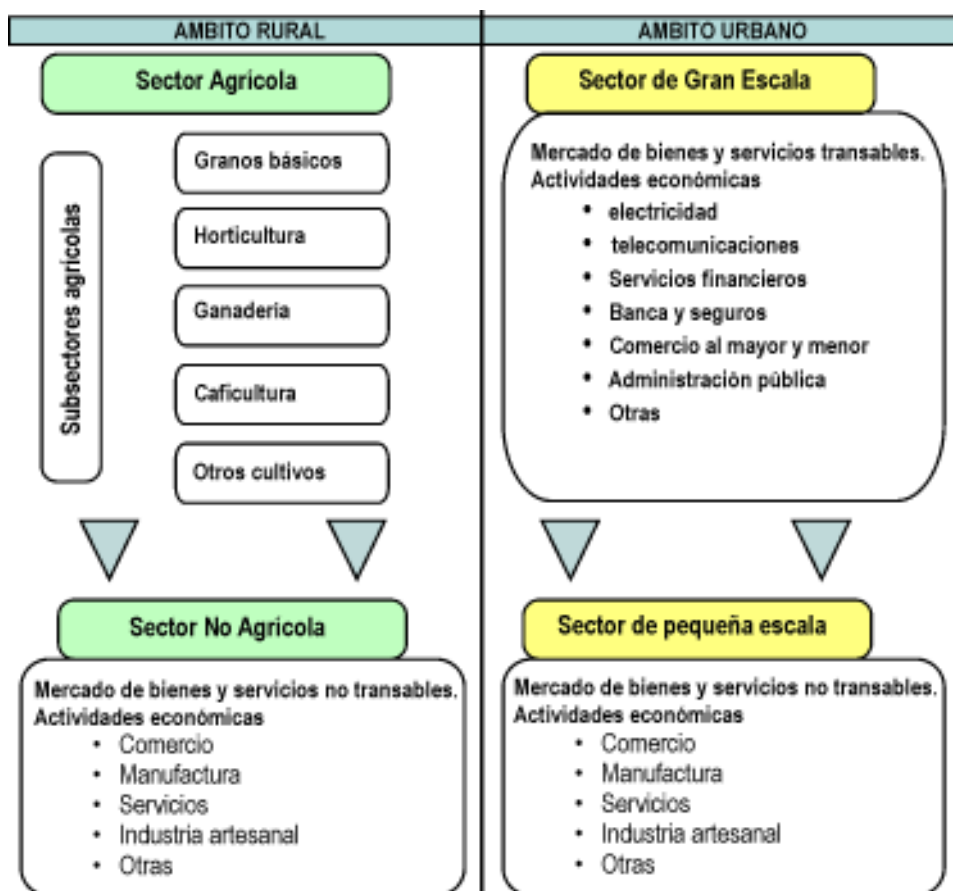 AMBITO RURAL
Sector Agrícola
Subsectores agrícolas
Granos básicos
Horticultura
Ganadería
Caficultura
Otros cultivos
Sector No Agrícola
Mercado de bienes y servicios no transables.
Actividades económicas
• Comercio
• Manufactura
• Servicios
• Industria artesanal
• Otras
AMBITO URBANO
Sector de Gran Escala
Mercado de bienes y servicios transables.
Actividades económicas
• electricidad
• telecomunicaciones
• Servicios financieros
• Banca y seguros
• Comercio al mayor y menor
• Administración pública
• Otras
Sector de pequeña escala
Mercado de bienes y servicios no transables.
Actividades económicas
• Comercio
• Manufactura
• Servicios
• Industria artesanal
• Otras